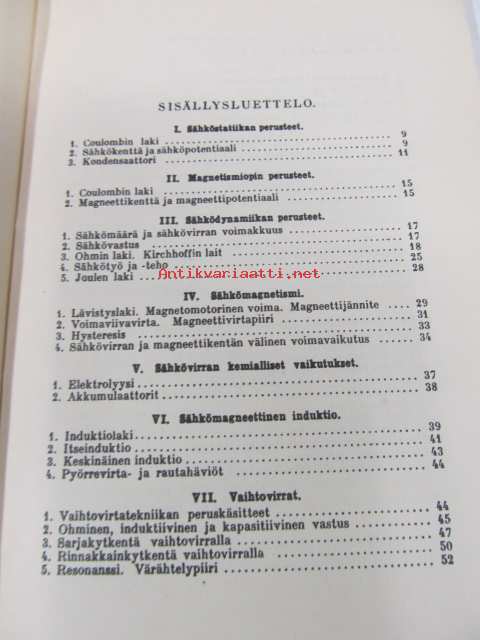 SISÄLLYSLUETTELO.
I. Sähköstatiikan perusteet.
1. Coulombin laki 9
2. Sähkökenttä ja sähköpotentiaali 9
3. Kondensaattori 11
II. Magnetismiopin perusteet.
1. Coulombin laki 15
2. Magneettikenttä ja magneettipotentiaali 15
III. Sähködynamiikan perusteet.
1. Sähkömäärä ja sähkövirran voimakkuus 17
2. Sähkövastus 17
3. Ohmin laki. Kirchhoffin lait 18
4. Sähkötyö ja -teho 25
5. Joulen laki 28
Antikvariaatti.net
IV. Sähkömagnetismi.
1. Lävistyslaki. Magnetomotorinen voima. Magneettijännite 29
2. Voimaviivavirta. Magneettivirtapiiri 31
3. Hysteresis 33
4. Sähkövirran ja magneettikentän välinen voimavaikutus 34
V. Sähkövirran kemialliset vaikutukset.
1. Elektrolyysi 37
2. Akkumulaattorit 38
VI. Sähkömagneettinen induktio.
1. Induktiolaki 39
2. Itseinduktio 41
3. Keskinäinen induktio 43
4. Pyörrevirta- ja rautahäviöt 44
VII. Vaihtovirrat.
1. Vaihtovirtatekniikan peruskäsitteet 44
2. Ohminen, induktiivinen ja kapasitiivinen vastus 45
3. Sarjakytkentä vaihtovirralla 47
4. Rinnakkainkytkentä vaihtovirralla 50
5. Resonanssi. Värähtelypiiri 52